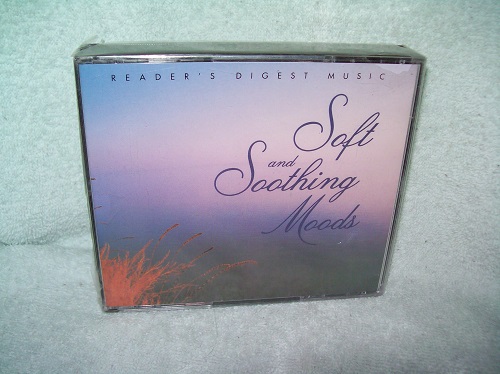 READER'S DIGEST MUSIC
Soft
and
Soothing
Moods